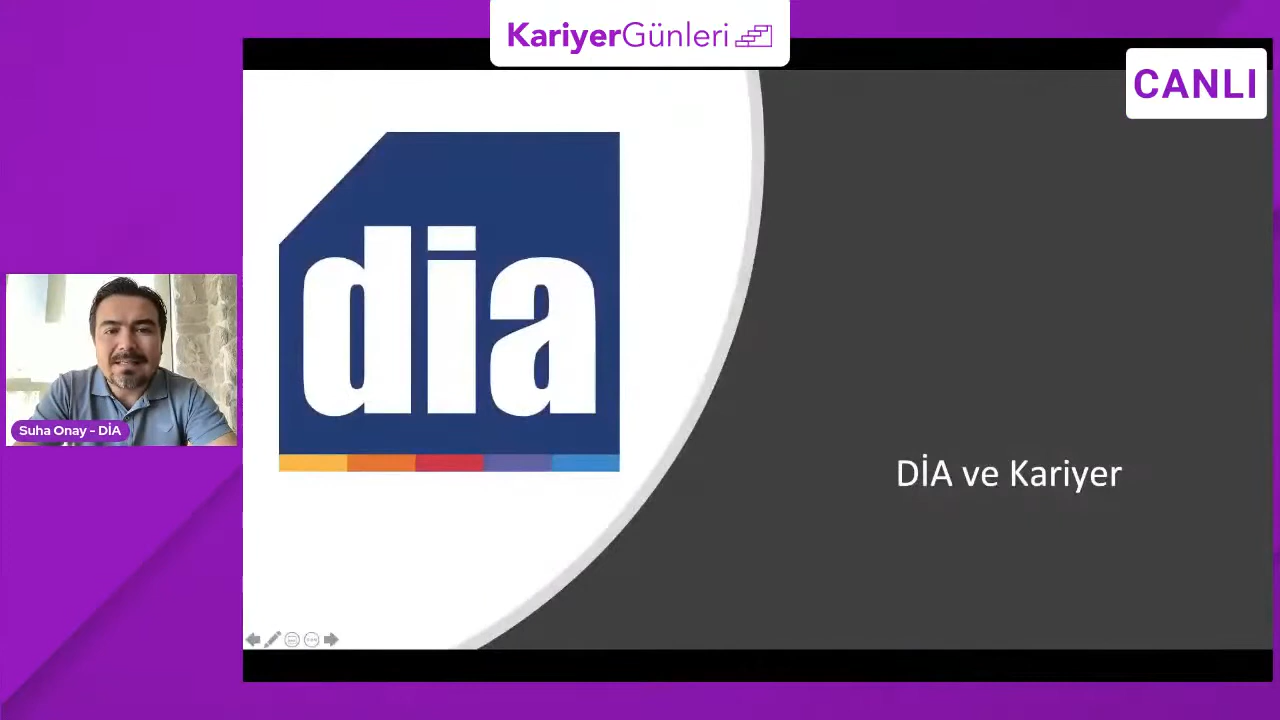 KariyerGünleri
CANLI
dia
Suha Onay - DİA
DİA ve Kariyer